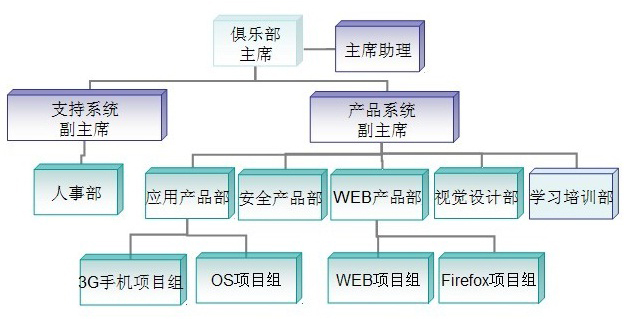 俱乐部
主席
主席助理
支持系统
副主席
产品系统
副主席
人事部
应用产品部
安全产品部
WEB产品部
视觉设计部
学习培训部
3G手机项目组
OS项目组
WEB项目组
Firefox项目组